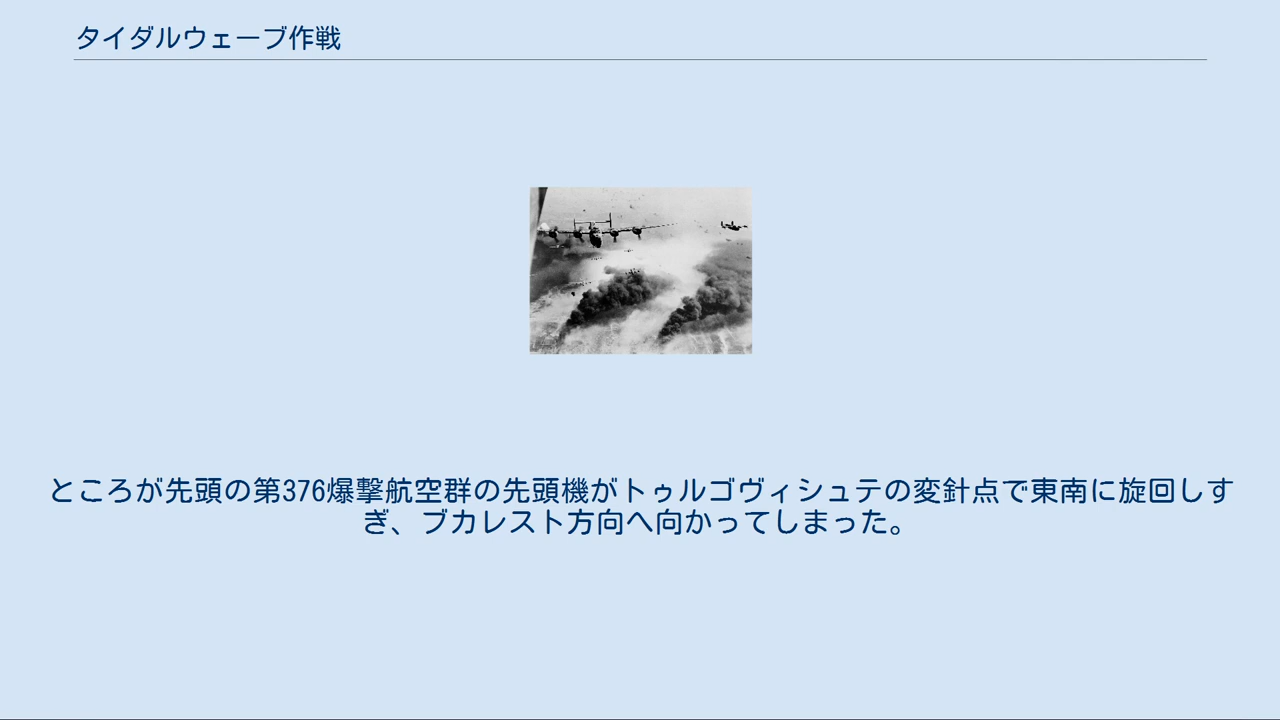 タイダルウェーブ作戦
ところが先頭の第376爆撃航空群の先頭機がトゥルゴヴィシュテの変針点で東南に旋回しす
ぎ、ブカレスト方向へ向かってしまった。